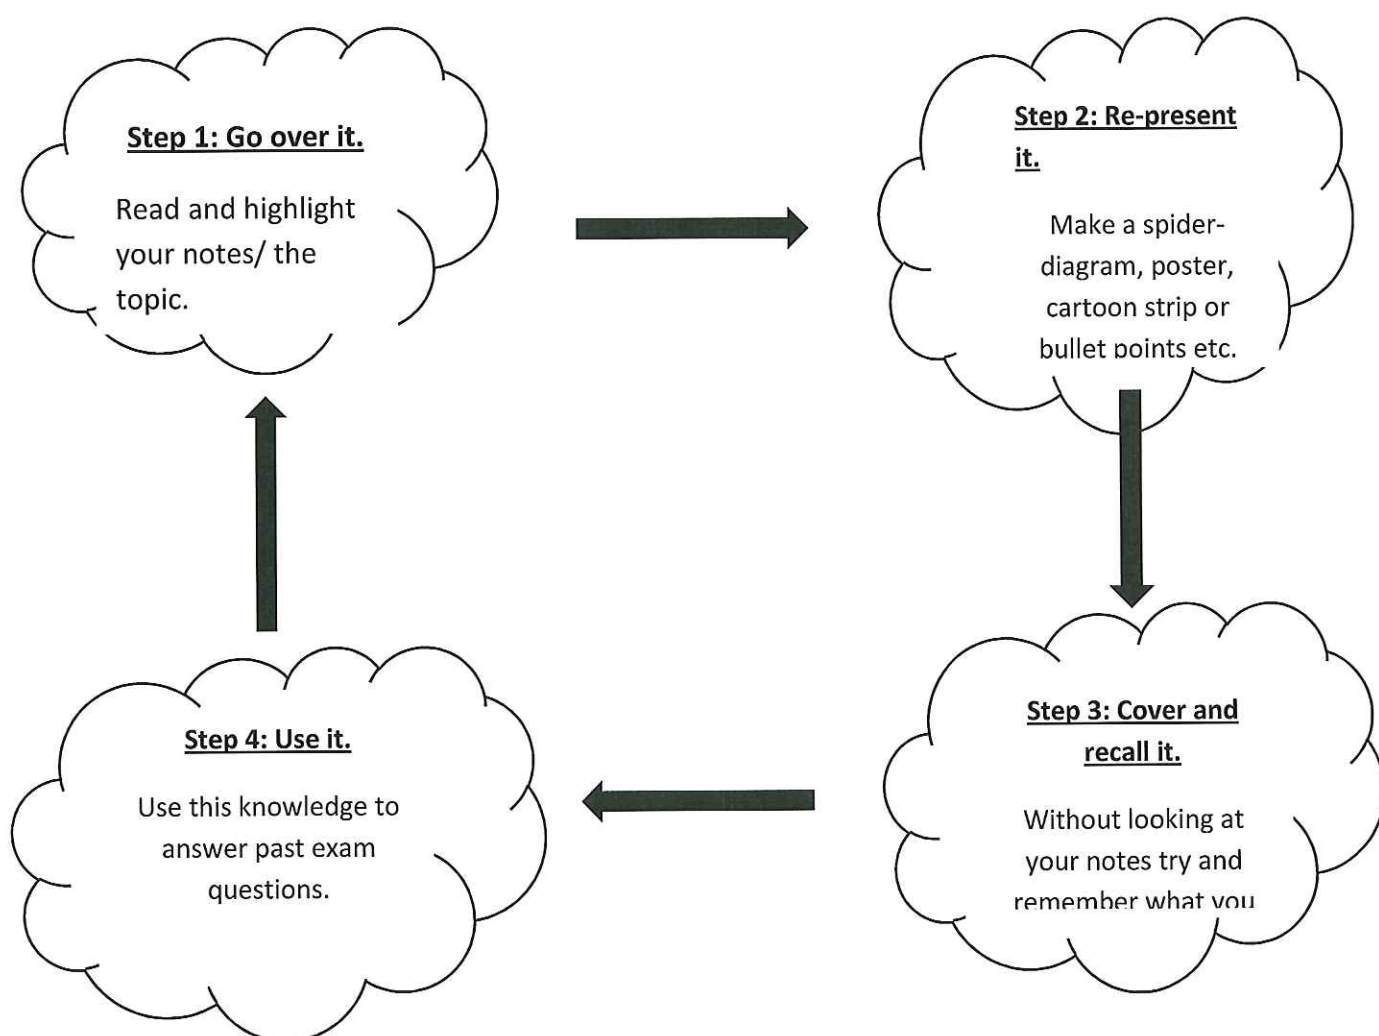 Step 1: Go over it.
Read and highlight
your notes/ the
topic.
Step 2: Re-present
it.
Make a spider-
diagram, poster,
cartoon strip or
bullet points etc.
Step 3: Cover and
recall it.
Without looking at
your notes try and
remember what you
Step 4: Use it.
Use this knowledge to
answer past exam
questions.